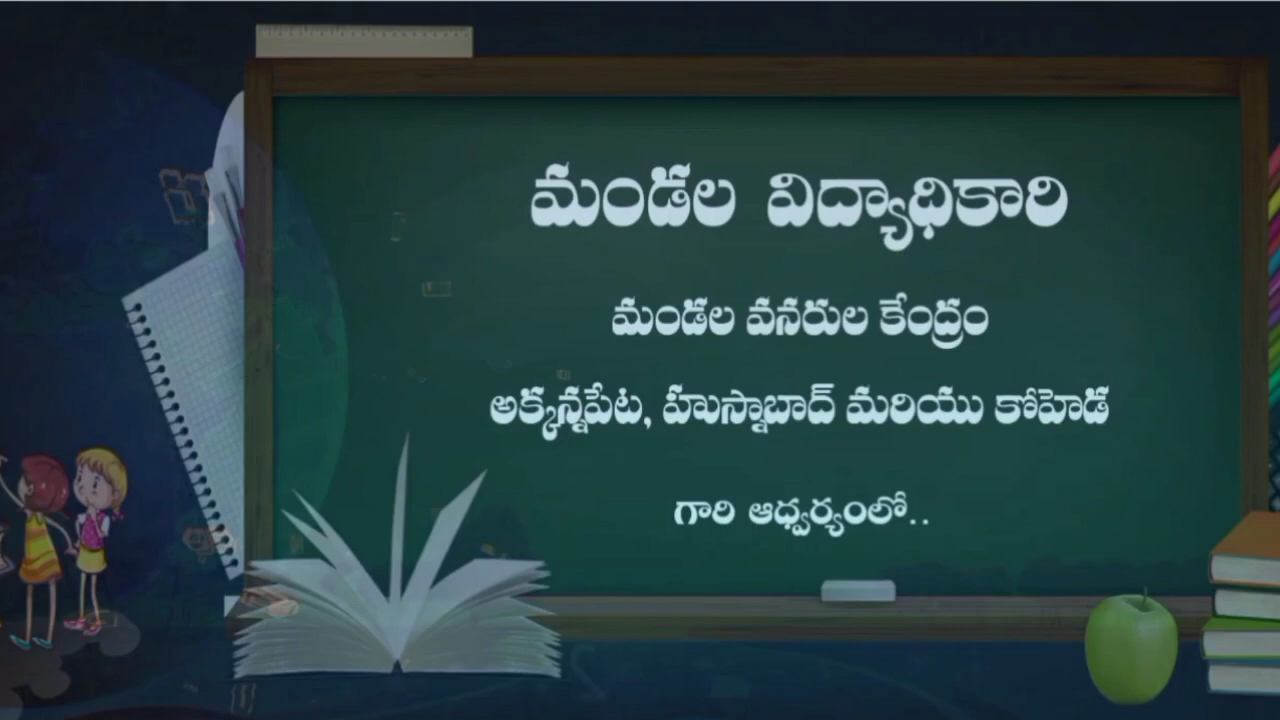 మండల విద్యాధికారి
మండల వనరుల కేంద్రం
అక్కన్నపేట, హుస్నాబాద్ మరియు కోహెడ
గారి ఆధ్వర్యంలో..